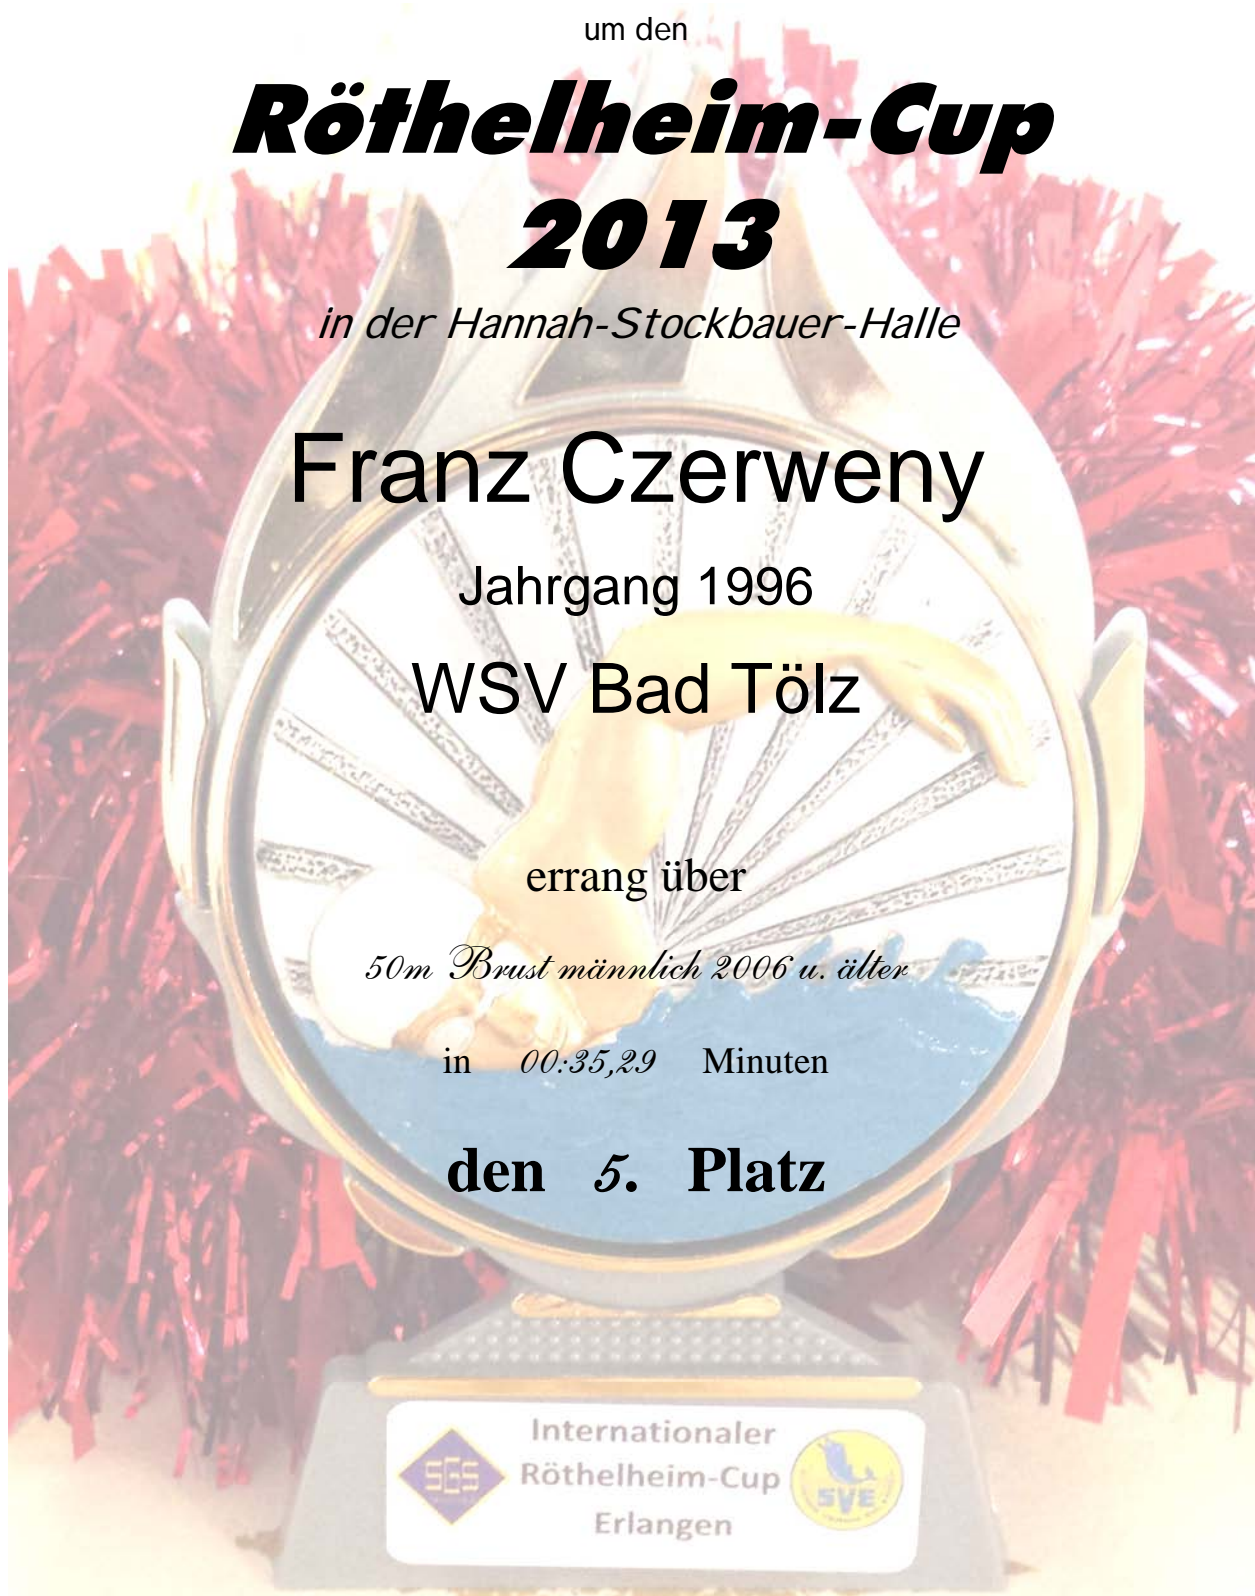 um den
Röthelheim-Cup
2013
in der Hannah-Stockbauer-Halle
Franz Czerweny
Jahrgang 1996
WSV Bad Tölz
errang über
50m Brust männlich 2006 u. älter
in 00:35,29 Minuten
den 5. Platz
Internationaler
SGS Röthelheim-Cup SVE
Erlangen